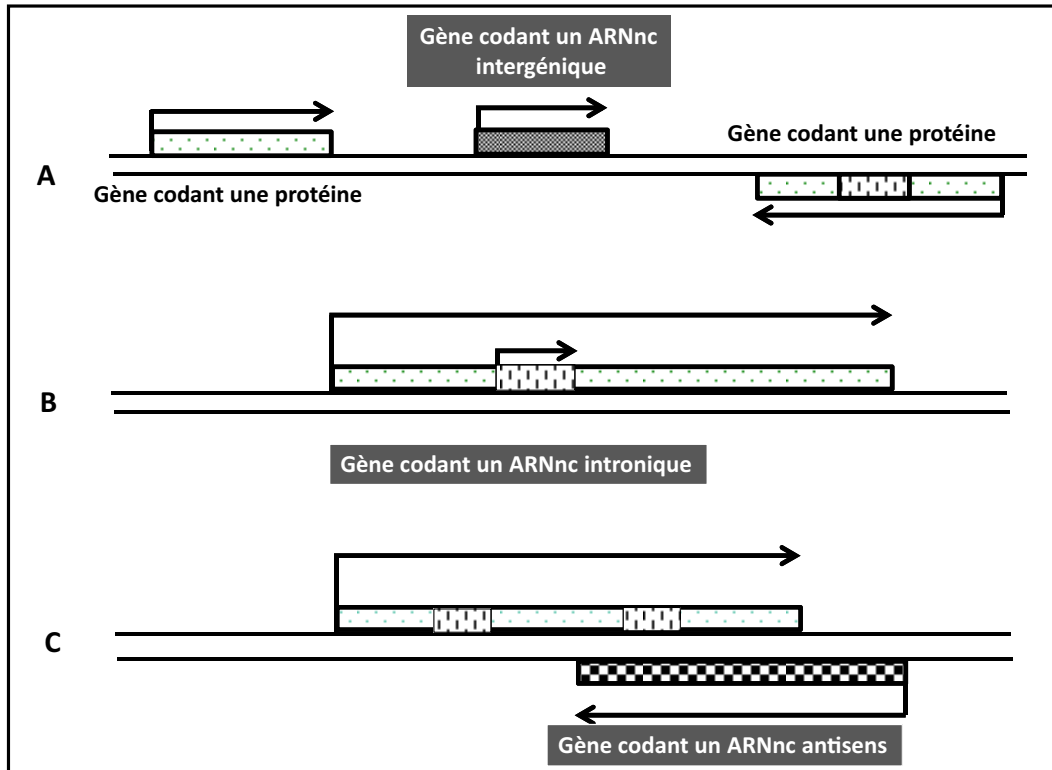 Gène codant un ARNnc
intergénique
Gène codant une protéine
A
Gène codant une protéine
B
Gène codant un ARNnc intronique
C
Gène codant un ARNnc antisens